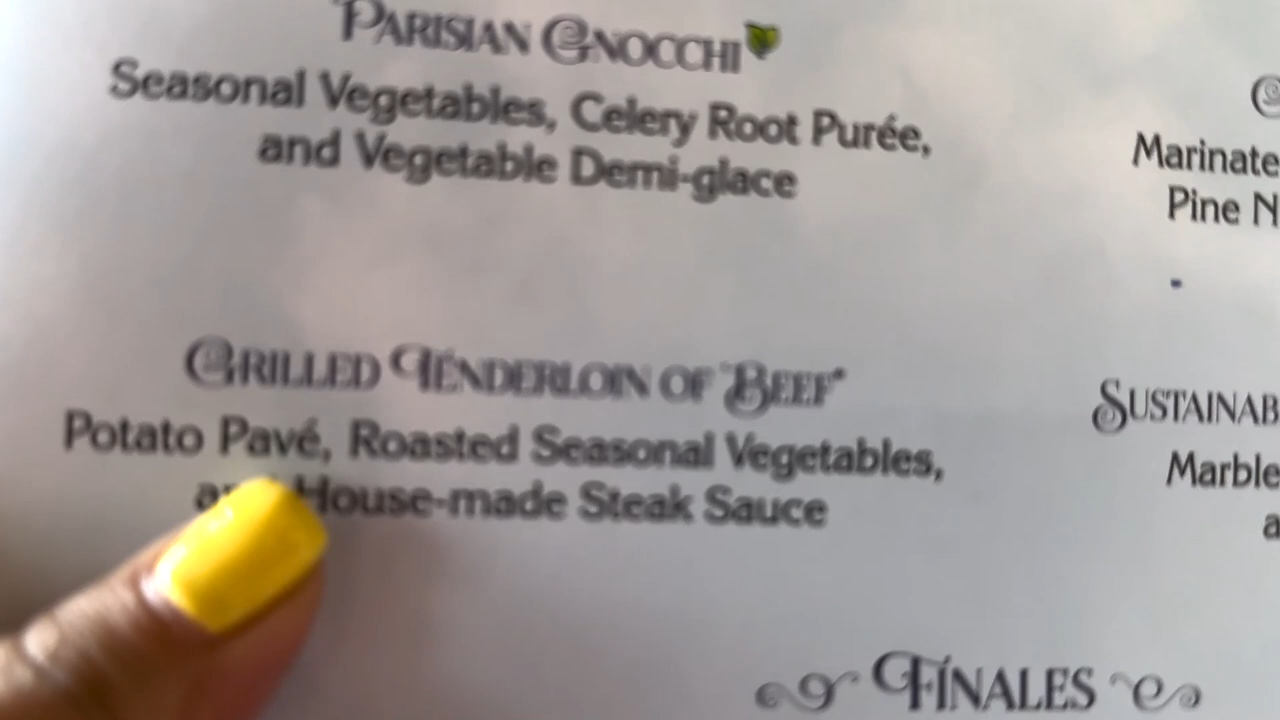 PARISIAN GNOCCHI
Seasonal Vegetables, Celery Root Purée,
and Vegetable Demi-glace
GRILLED TENDERLOIN OF BEEF*
Potato Pavé, Roasted Seasonal Vegetables,
House-made Steak Sauce
Marinate
Pine N
SUSTAINAB
Marble
a
FINALES